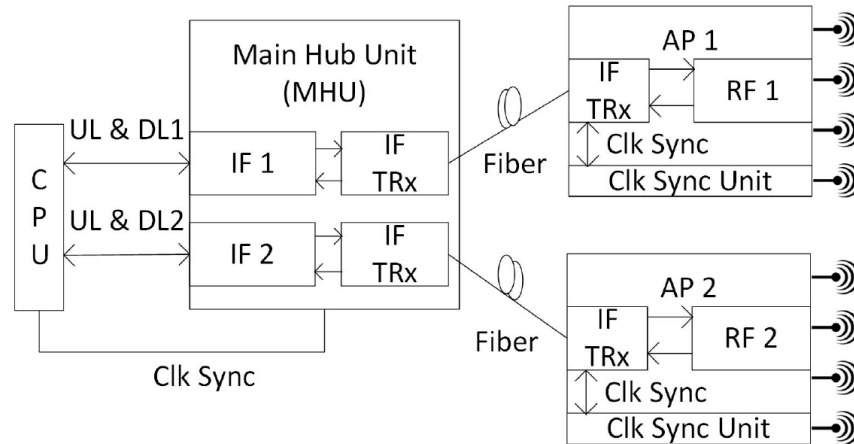 Main Hub Unit
(MHU)
C
P
U
UL & DL1
IF 1
IF
TRx
UL & DL2
IF 2
IF
TRx
Clk Sync
Fiber
Fiber
AP 1
IF
TRx
RF 1
Clk Sync
Clk Sync Unit
AP 2
IF
TRx
RF 2
Clk Sync
Clk Sync Unit